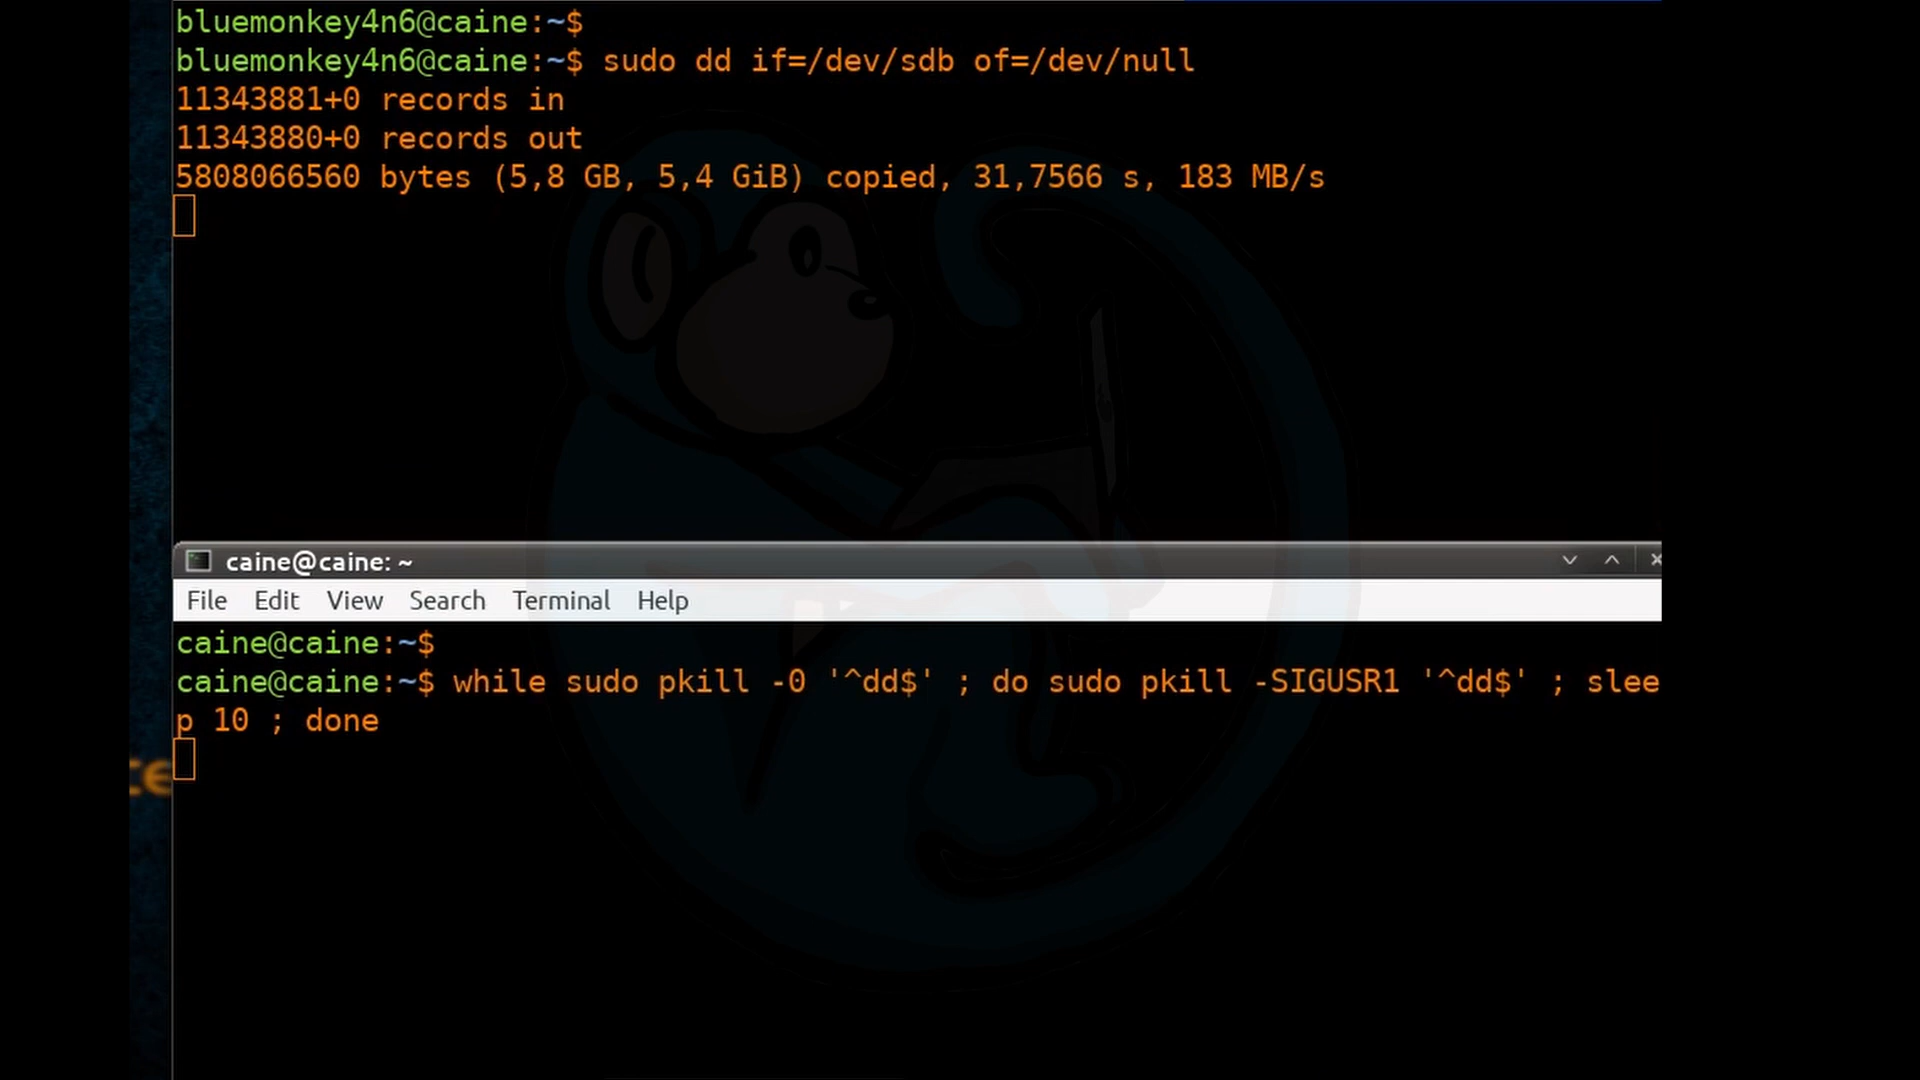 bluemonkey4n6@caine:~$
bluemonkey4n6@caine:~$ sudo dd if=/dev/sdb of=/dev/null
11343881+0 records in
11343880+0 records out
5808066560 bytes (5,8 GB, 5,4 GiB) copied, 31,7566 s, 183 MB/s
caine@caine: ~
File Edit View Search Terminal Help
caine@caine:~$
caine@caine:~$ while sudo pkill -0 '^dd$' ; do sudo pkill -SIGUSR1 '^dd$' ; slee
p 10 ; done